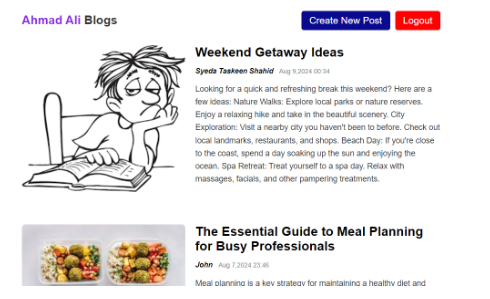 Ahmad Ali Blogs
Create New Post
Logout
Weekend Getaway Ideas
Syeda Taskeen Shahid Aug 9,2024 00:34
Looking for a quick and refreshing break this weekend? Here are a
few ideas: Nature Walks: Explore local parks or nature reserves.
Enjoy a relaxing hike and take in the beautiful scenery. City
Exploration: Visit a nearby city you haven't been to before. Check out
local landmarks, restaurants, and shops. Beach Day: If you're close
to the coast, spend a day soaking up the sun and enjoying the
ocean. Spa Retreat: Treat yourself to a spa day. Relax with
massages, facials, and other pampering treatments.
The Essential Guide to Meal Planning
for Busy Professionals
John Aug 7,2024 23:46
Meal planning is a key strategy for maintaining a healthy diet and